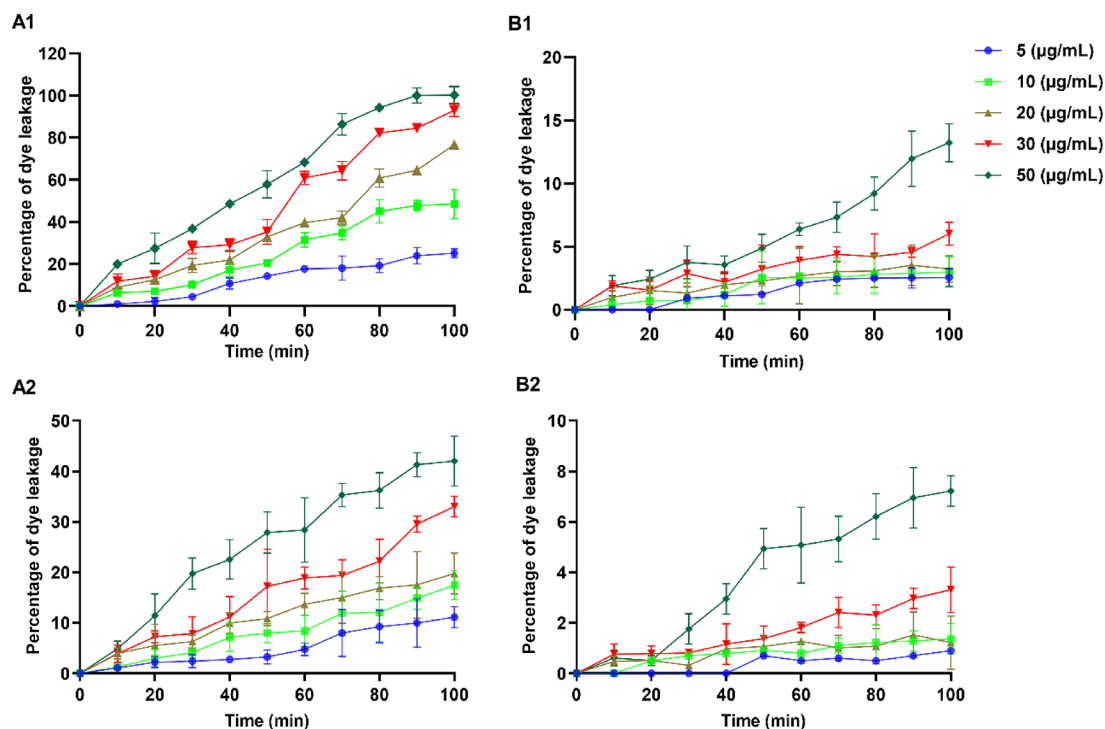 A1
Percentage of dye leakage
120
100
80
60
40
20
0
0 20 40 60 80 100
Time (min)
B1
Percentage of dye leakage
20
15
10
5
0
0 20 40 60 80 100
Time (min)
5 (µg/mL)
10 (µg/mL)
20 (µg/mL)
30 (µg/mL)
50 (µg/mL)
A2
Percentage of dye leakage
50
40
30
20
10
0
0 20 40 60 80 100
Time (min)
B2
Percentage of dye leakage
10
8
6
4
2
0
0 20 40 60 80 100
Time (min)